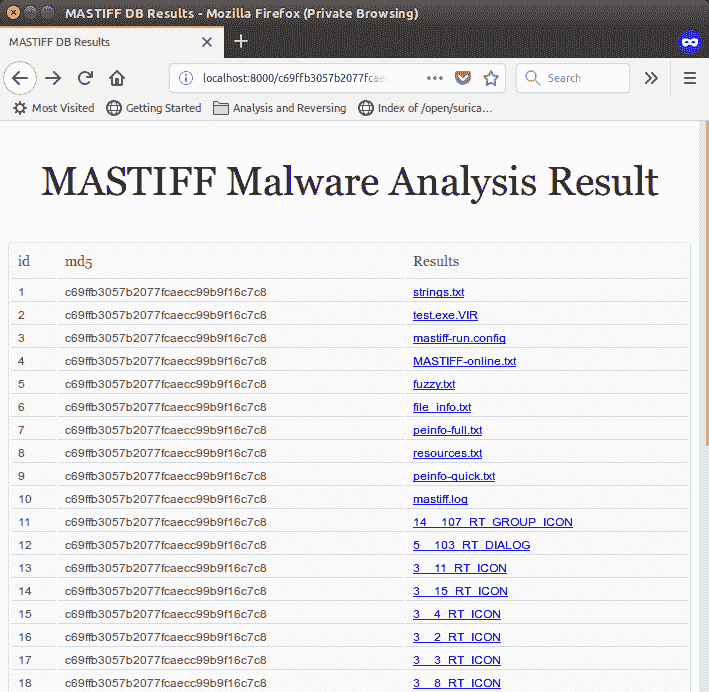 MASTIFF DB Results - Mozilla Firefox (Private Browsing)
MASTIFF DB Results
localhost:8000/c69ffb3057b2077fcaec
Search
Most Visited Getting Started Analysis and Reversing Index of /open/surica...
MASTIFF Malware Analysis Result
id md5 Results
1 c69ffb3057b2077fcaecc99b9f16c7c8 strings.txt
2 c69ffb3057b2077fcaecc99b9f16c7c8 test.exe.VIR
3 c69ffb3057b2077fcaecc99b9f16c7c8 mastiff-run.config
4 c69ffb3057b2077fcaecc99b9f16c7c8 MASTIFF-online.txt
5 c69ffb3057b2077fcaecc99b9f16c7c8 fuzzy.txt
6 c69ffb3057b2077fcaecc99b9f16c7c8 file_info.txt
7 c69ffb3057b2077fcaecc99b9f16c7c8 peinfo-full.txt
8 c69ffb3057b2077fcaecc99b9f16c7c8 resources.txt
9 c69ffb3057b2077fcaecc99b9f16c7c8 peinfo-quick.txt
10 c69ffb3057b2077fcaecc99b9f16c7c8 mastiff.log
11 c69ffb3057b2077fcaecc99b9f16c7c8 14__107_RT_GROUP_ICON
12 c69ffb3057b2077fcaecc99b9f16c7c8 5__103_RT_DIALOG
13 c69ffb3057b2077fcaecc99b9f16c7c8 3__11_RT_ICON
14 c69ffb3057b2077fcaecc99b9f16c7c8 3__15_RT_ICON
15 c69ffb3057b2077fcaecc99b9f16c7c8 3__4_RT_ICON
16 c69ffb3057b2077fcaecc99b9f16c7c8 3__2_RT_ICON
17 c69ffb3057b2077fcaecc99b9f16c7c8 3__3_RT_ICON
18 c69ffb3057b2077fcaecc99b9f16c7c8 3__8_RT_ICON